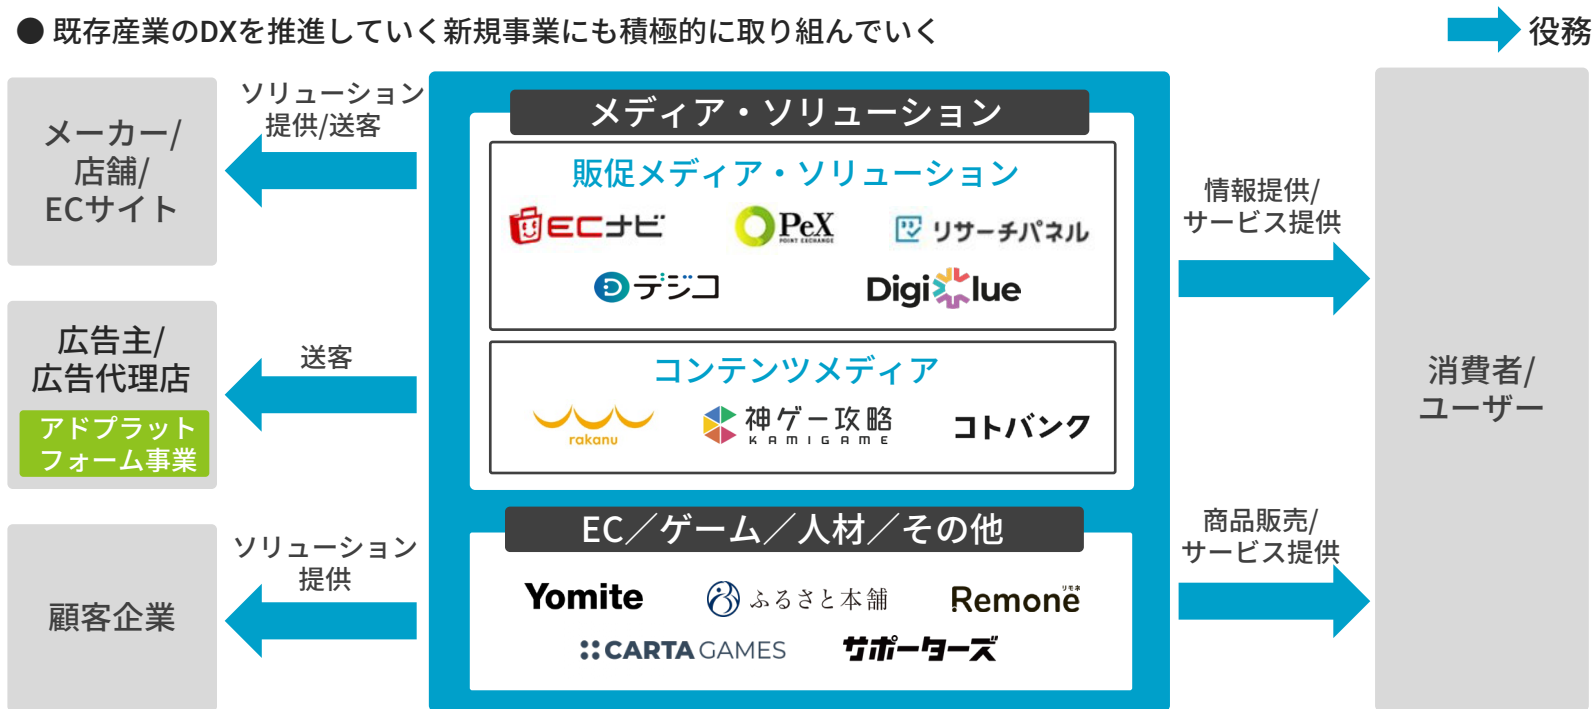 ● 既存産業のDXを推進していく新規事業にも積極的に取り組んでいく
役務
メーカー/
店舗/
ECサイト
ソリューション
提供/送客
広告主/
広告代理店
アドプラット
フォーム事業
送客
顧客企業
ソリューション
提供
メディア・ソリューション
販促メディア・ソリューション
ECナビ
PeX
POINT EXCHANGE
リサーチパネル
デジコ
Digiclue
コンテンツメディア
rakanu
神ゲー攻略
KAMIGAME
コトバンク
EC／ゲーム／人材／その他
Yomite
ふるさと本舗
リモネ
Remone
CARTA GAMES
サポーターズ
情報提供/
サービス提供
商品販売/
サービス提供
消費者/
ユーザー